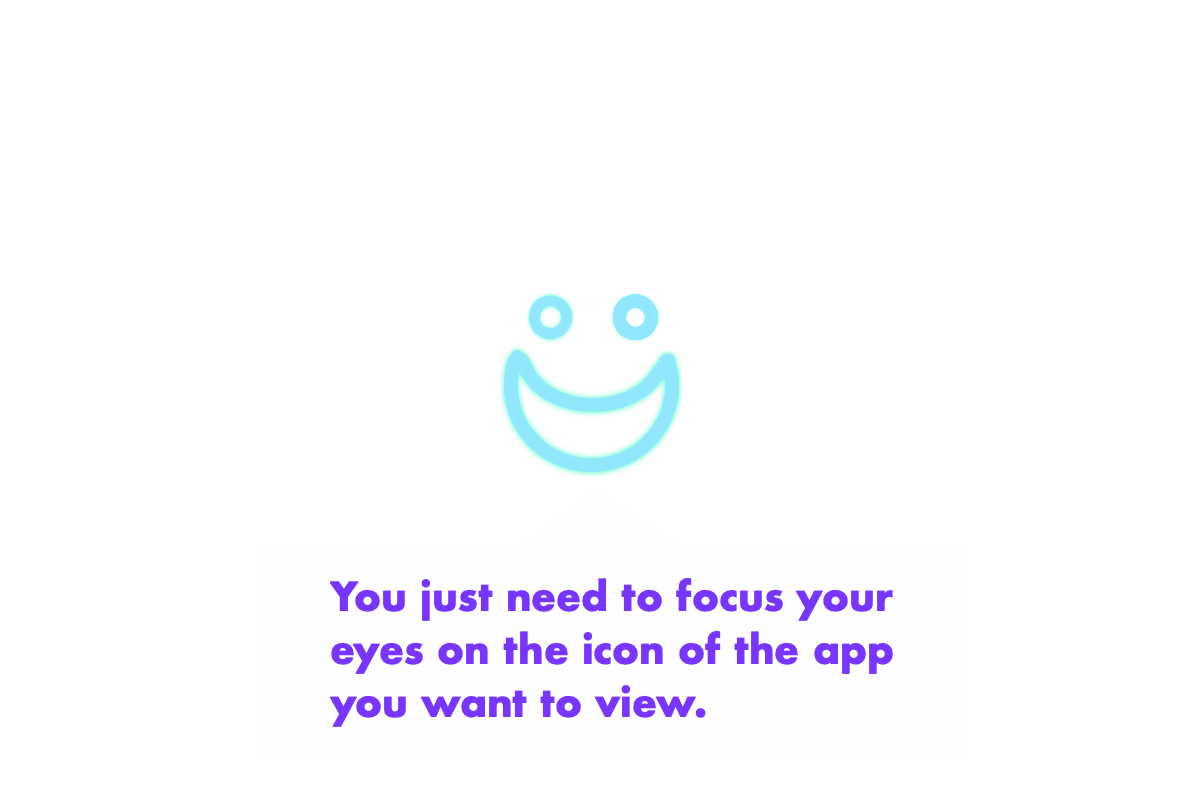 You just need to focus your
eyes on the icon of the app
you want to view.